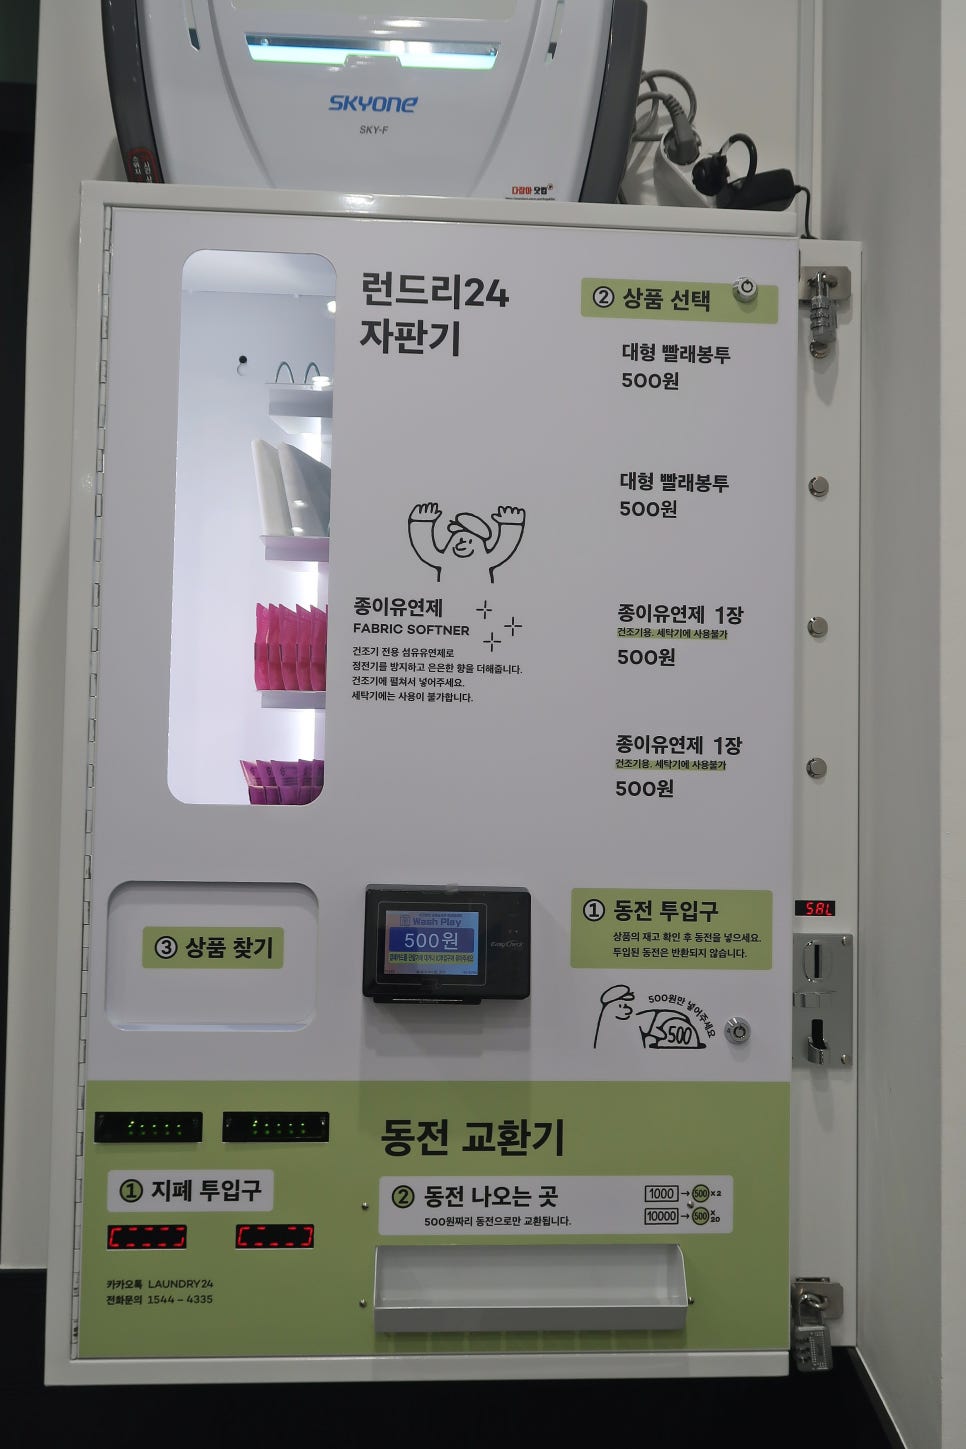 SKYONE
SKY-F
다잡아 닷컴
런드리24
자판기
② 상품 선택
대형 빨래봉투
500원
대형 빨래봉투
500원
종이유연제
FABRIC SOFTNER
건조기 전용 섬유유연제로
정전기를 방지하고 은은한 향을 더해줍니다.
건조기에 펼쳐서 넣어주세요.
세탁기에는 사용이 불가합니다.
종이유연제 1장
건조기용. 세탁기에 사용불가
500원
종이유연제 1장
건조기용. 세탁기에 사용불가
500원
③ 상품 찾기
Wash Play
500원
EasyCheck
① 동전 투입구
상품의 재고 확인 후 동전을 넣으세요.
투입된 동전은 반환되지 않습니다.
SAL
500원만 넣어주세요
500
동전 교환기
① 지폐 투입구
② 동전 나오는 곳
500원짜리 동전으로만 교환됩니다.
1000 → 500 x2
10000 → 500 x20
카카오톡 LAUNDRY24
전화문의 1544 - 4335